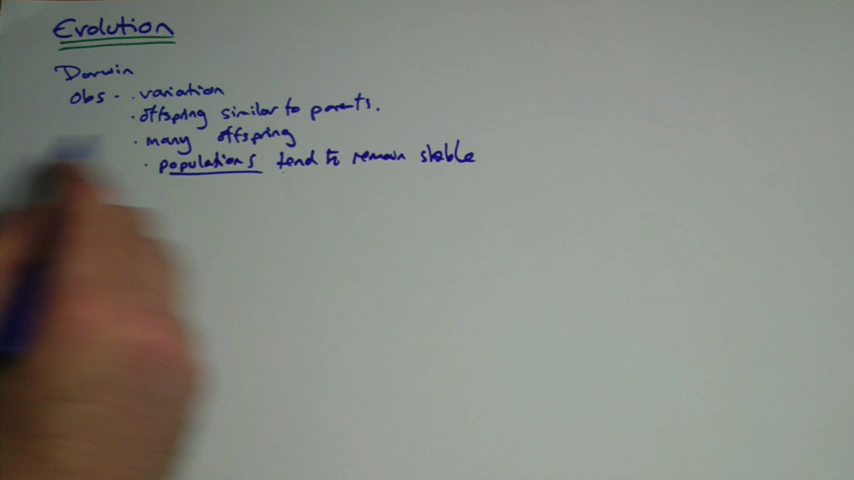 Evolution
Darwin
Obs - · variation
· offspring similar to parents.
· many offspring
· populations tend to remain stable